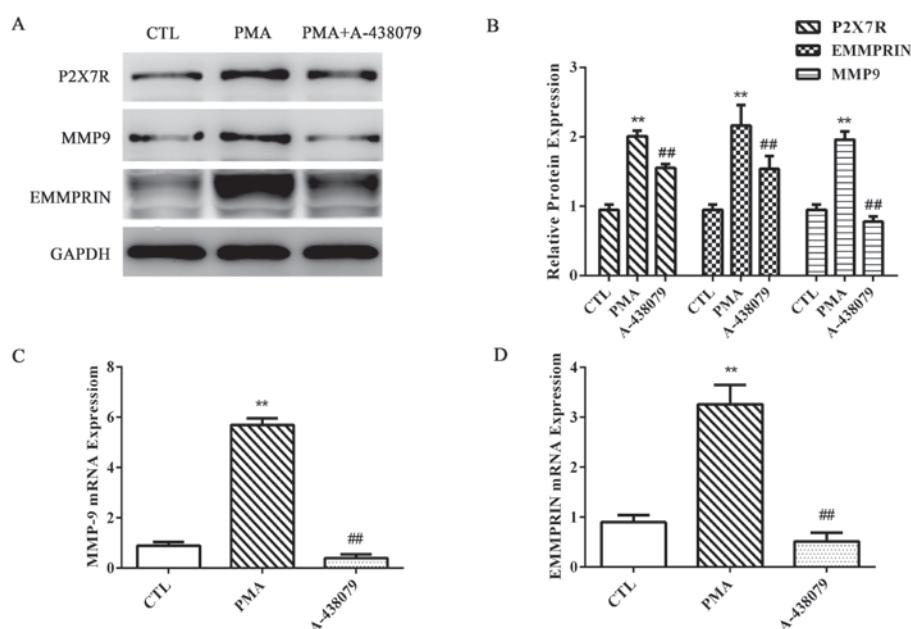 A
CTL PMA PMA+A-438079
P2X7R
MMP9
EMMPRIN
GAPDH
B
P2X7R
EMMPRIN
MMP9
Relative Protein Expression
3
2
1
0
** ## ** ## ** ##
CTL PMA A-438079 CTL PMA A-438079 CTL PMA A-438079
C
MMP-9 mRNA Expressiom
8
6
4
2
0
** ##
CTL PMA A-438079
D
EMMPRIN mRNA Expressiom
4
3
2
1
0
** ##
CTL PMA A-438079